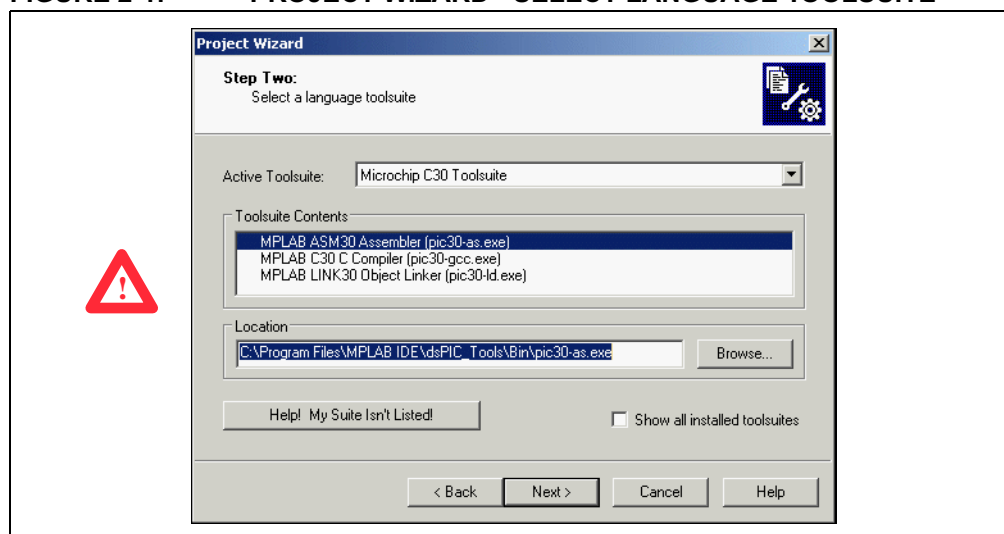 Project Wizard
Step Two:
Select a language toolsuite
Active Toolsuite: Microchip C30 Toolsuite
Toolsuite Contents
MPLAB ASM30 Assembler (pic30-as.exe)
MPLAB C30 C Compiler (pic30-gcc.exe)
MPLAB LINK30 Object Linker (pic30-ld.exe)
Location
C:\Program Files\MPLAB IDE\dsPIC_Tools\Bin\pic30-as.exe Browse...
Help! My Suite Isn't Listed! Show all installed toolsuites
< Back Next > Cancel Help